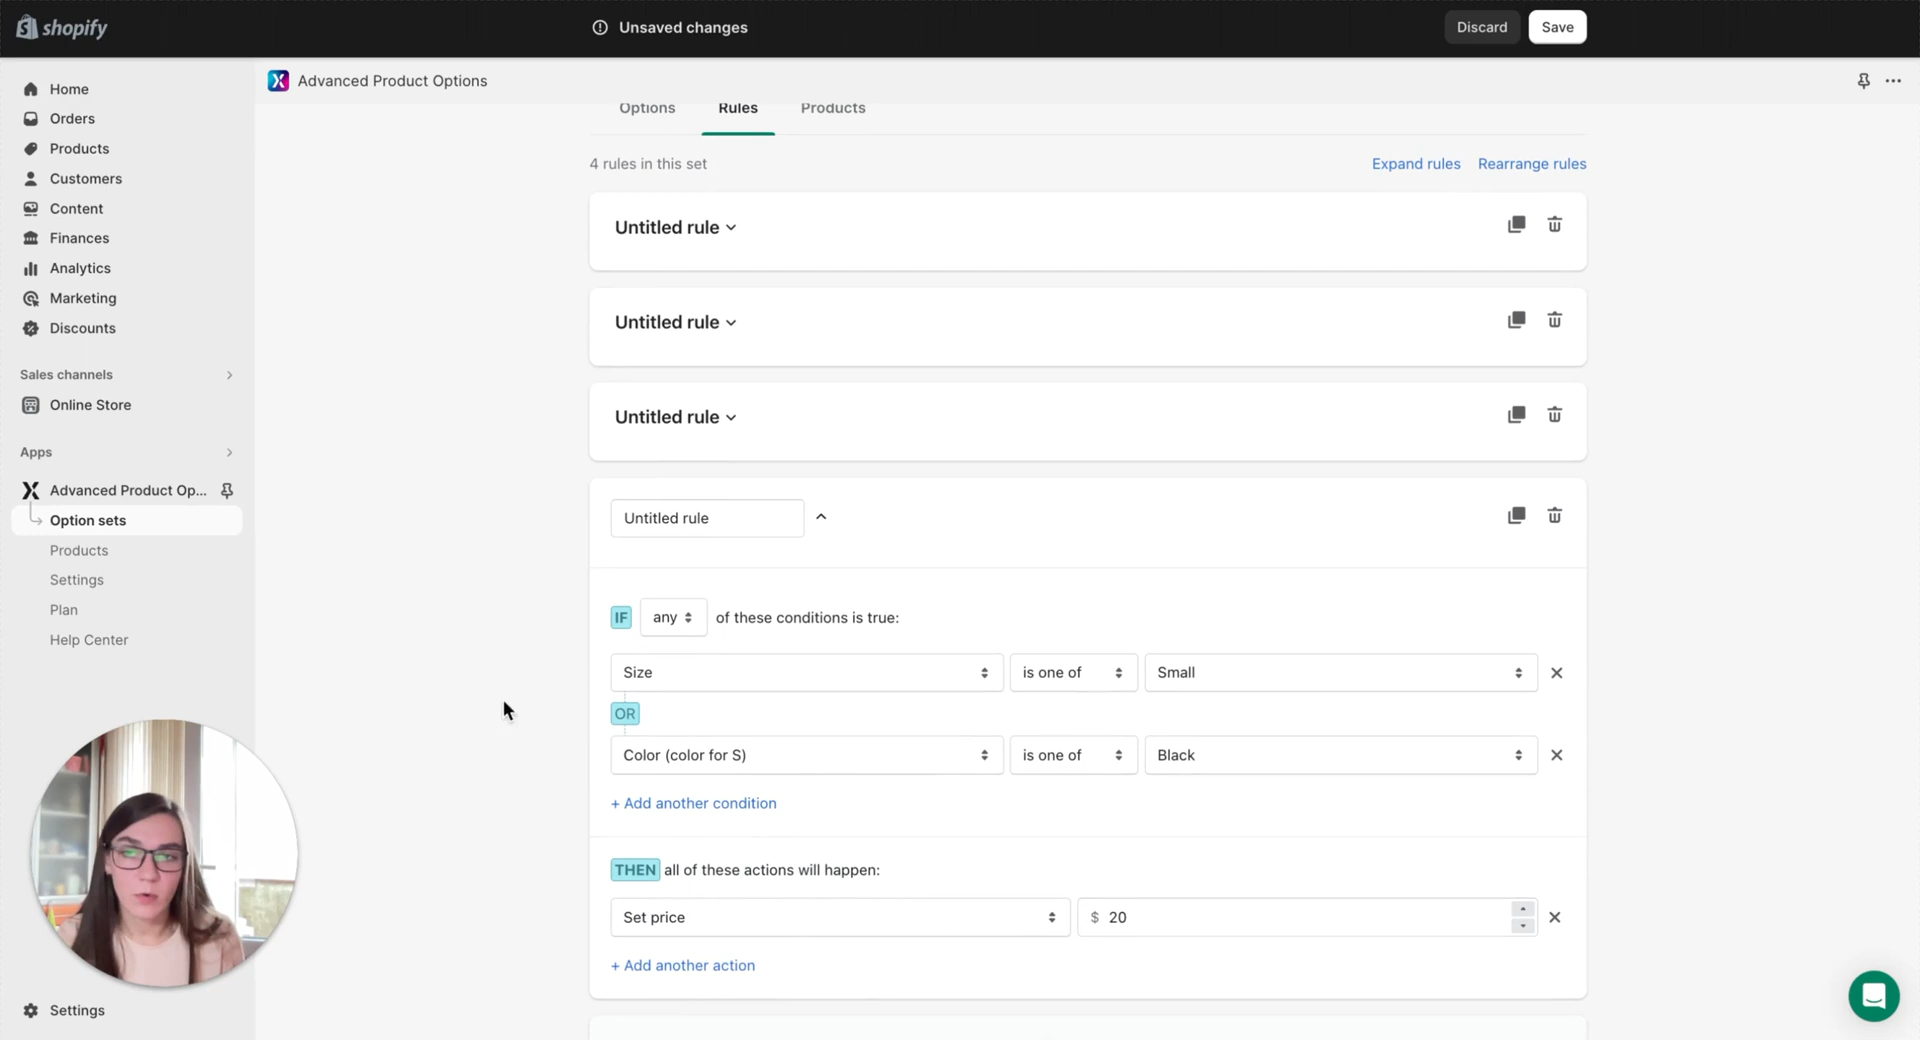 shopify
Unsaved changes
Discard
Save
Home
Orders
Products
Customers
Content
Finances
Analytics
Marketing
Discounts
Sales channels
Online Store
Apps
Advanced Product Op...
Option sets
Products
Settings
Plan
Help Center
Settings
Advanced Product Options
Options
Rules
Products
4 rules in this set
Expand rules
Rearrange rules
Untitled rule
Untitled rule
Untitled rule
Untitled rule
IF any of these conditions is true:
Size is one of Small
OR
Color (color for S) is one of Black
+ Add another condition
THEN all of these actions will happen:
Set price $ 20
+ Add another action